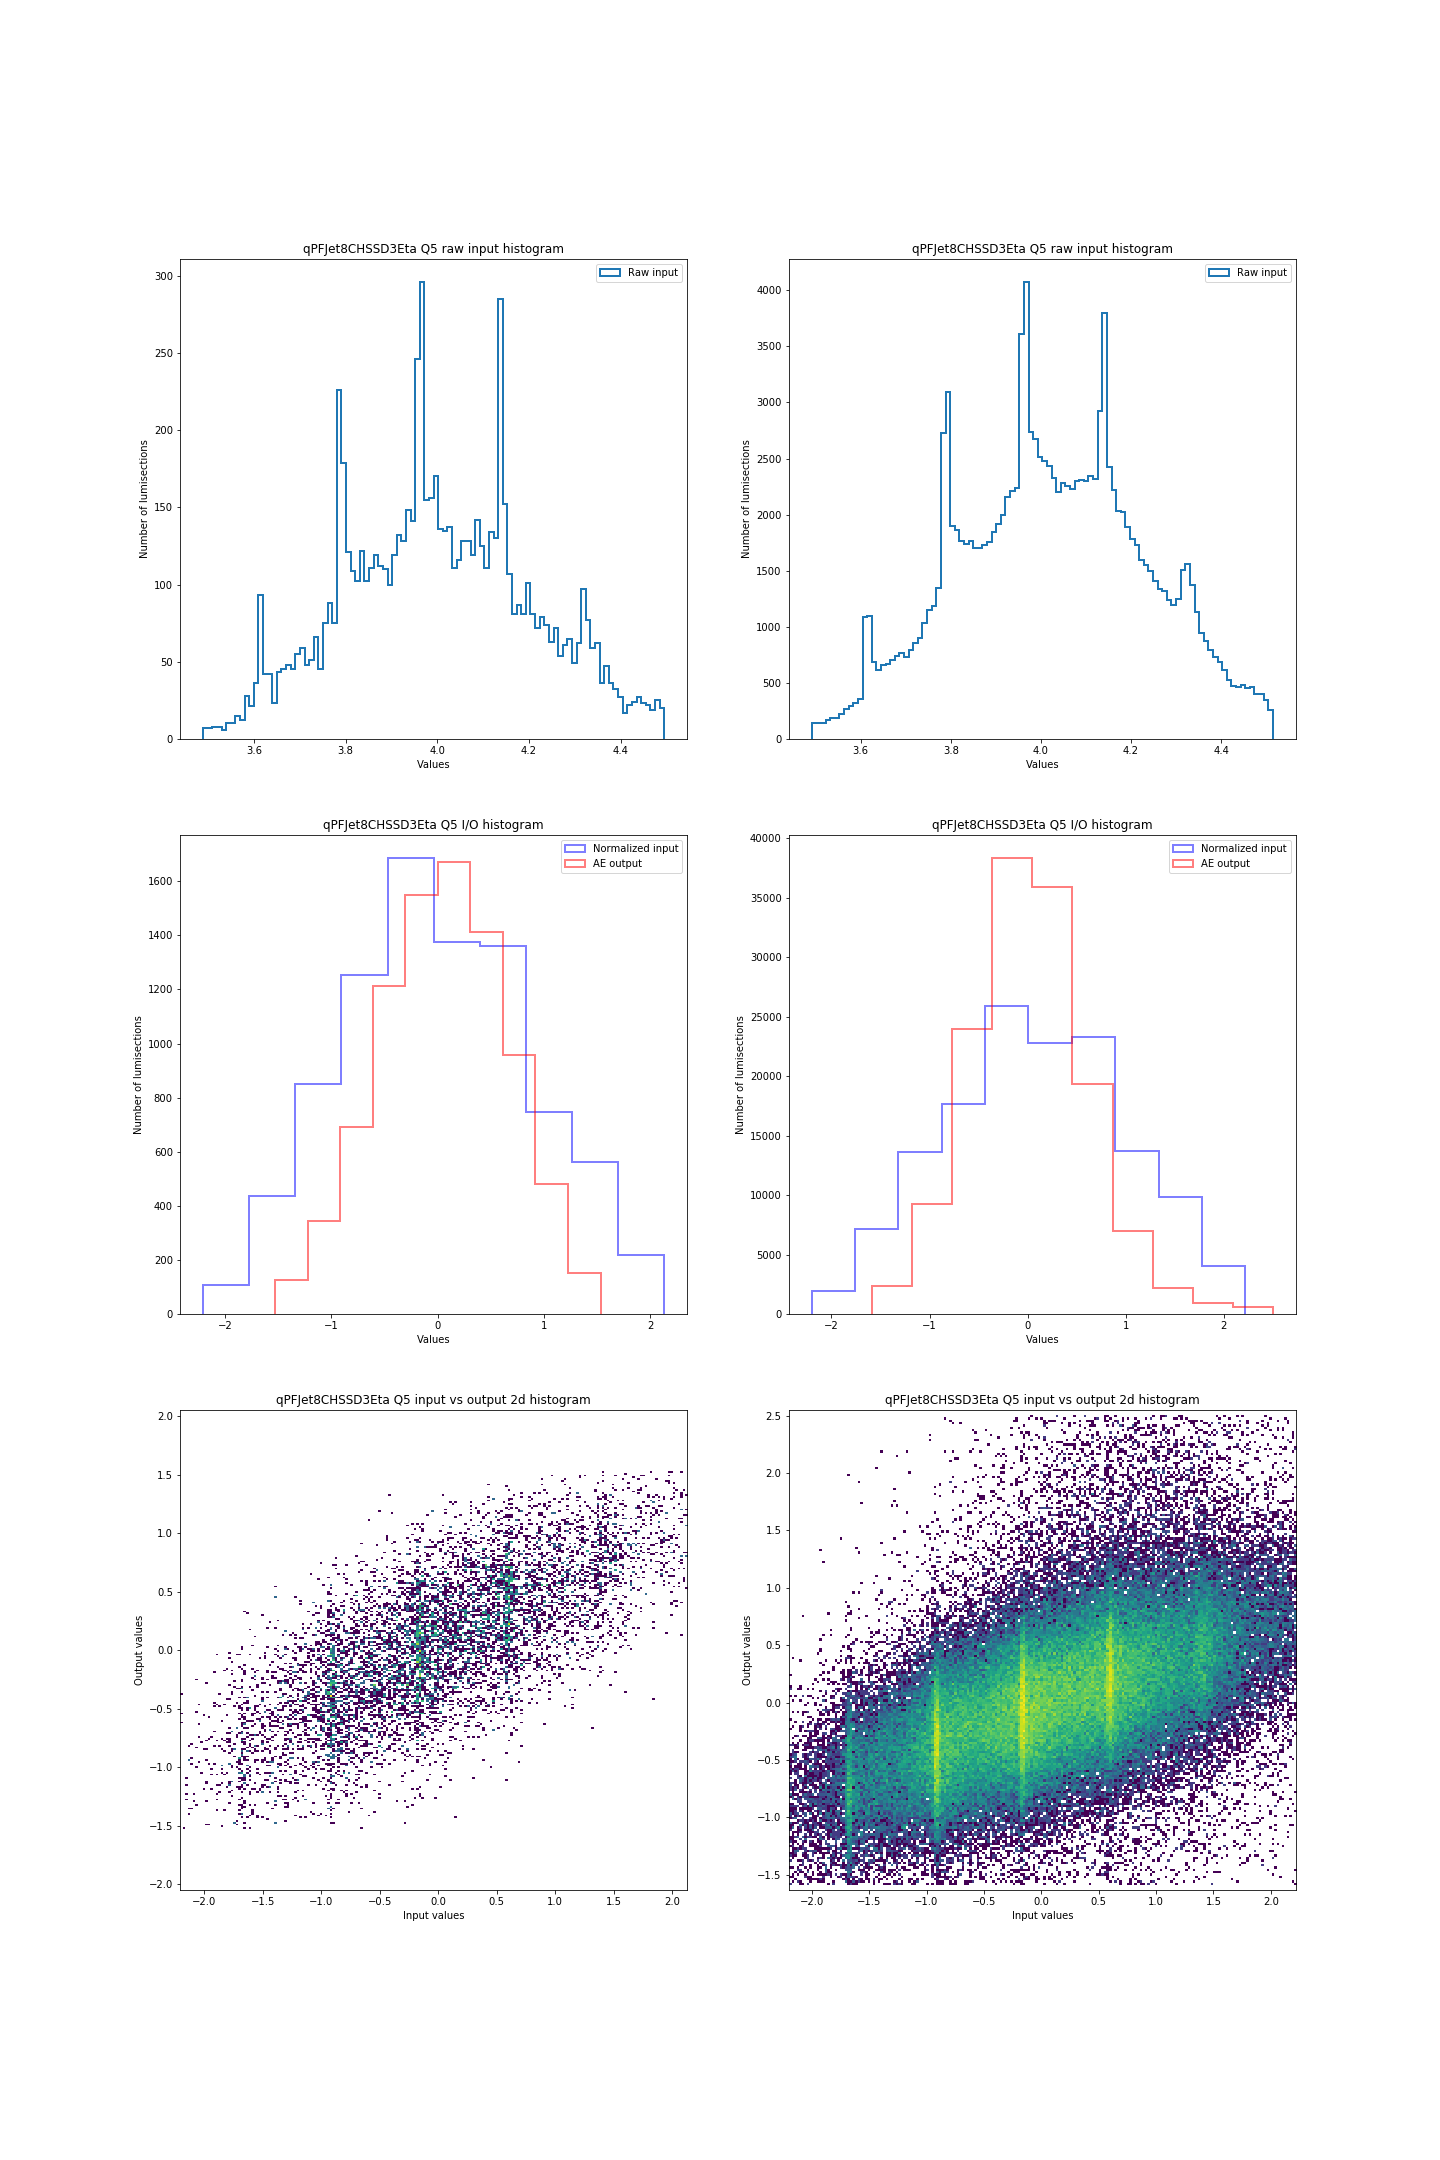 qPFJet8CHSSD3Eta Q5 raw input histogram
Raw input
300
250
200
150
100
50
0
Number of lumisections
3.6 3.8 4.0 4.2 4.4
Values
qPFJet8CHSSD3Eta Q5 raw input histogram
Raw input
4000
3500
3000
2500
2000
1500
1000
500
0
Number of lumisections
3.6 3.8 4.0 4.2 4.4
Values
qPFJet8CHSSD3Eta Q5 I/O histogram
Normalized input
AE output
1600
1400
1200
1000
800
600
400
200
0
Number of lumisections
−2 −1 0 1 2
Values
qPFJet8CHSSD3Eta Q5 I/O histogram
Normalized input
AE output
40000
35000
30000
25000
20000
15000
10000
5000
0
Number of lumisections
−2 −1 0 1 2
Values
qPFJet8CHSSD3Eta Q5 input vs output 2d histogram
2.0
1.5
1.0
0.5
0.0
−0.5
−1.0
−1.5
−2.0
Output values
−2.0 −1.5 −1.0 −0.5 0.0 0.5 1.0 1.5 2.0
Input values
qPFJet8CHSSD3Eta Q5 input vs output 2d histogram
2.5
2.0
1.5
1.0
0.5
0.0
−0.5
−1.0
−1.5
Output values
−2.0 −1.5 −1.0 −0.5 0.0 0.5 1.0 1.5 2.0
Input values